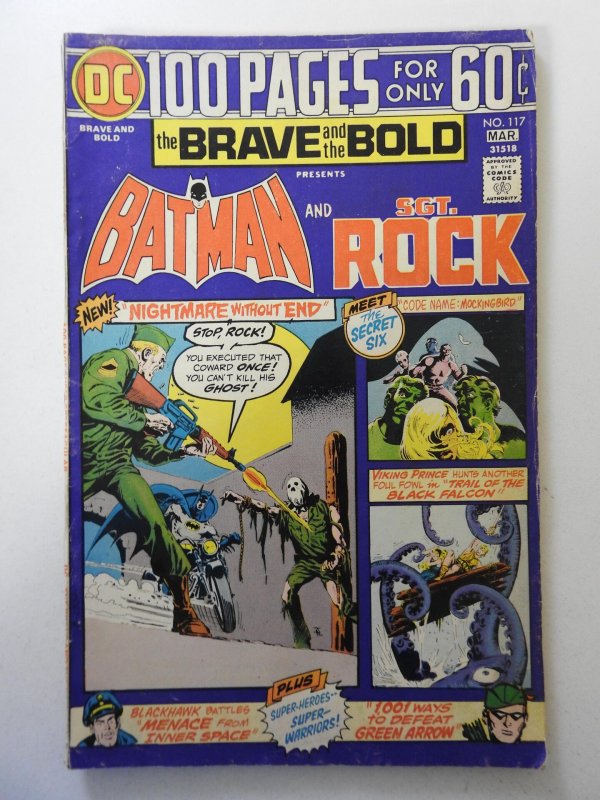 DC 100 PAGES FOR ONLY 60¢
BRAVE AND BOLD
the BRAVE and the BOLD
NO. 117
MAR.
31518
APPROVED BY THE COMICS CODE AUTHORITY
PRESENTS
BATMAN AND SGT. ROCK
NEW!
"NIGHTMARE WITHOUT END"
STOP, ROCK!
YOU EXECUTED THAT
COWARD ONCE!
YOU CAN'T KILL HIS
GHOST!
MEET
THE
SECRET
SIX
"CODE NAME: MOCKINGBIRD"
VIKING PRINCE HUNTS ANOTHER
FOUL FOWL in "TRAIL OF THE
BLACK FALCON"
BLACKHAWK BATTLES
"MENACE FROM
INNER SPACE"
PLUS
SUPER-HEROES--
SUPER-
WARRIORS!
"1001 WAYS
TO DEFEAT
GREEN ARROW"